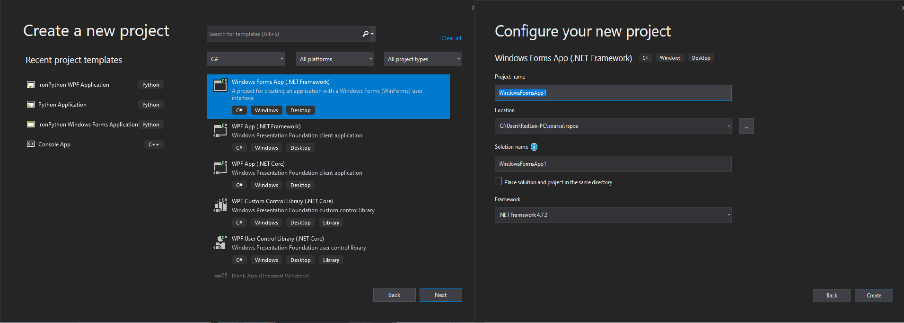 Create a new project
Recent project templates
IronPython WPF Application Python
Python Application Python
IronPython Windows Forms Application Python
Console App C++
Search for templates (Alt+S)
Clear all
C# All platforms All project types
Windows Forms App (.NET Framework)
A project for creating an application with a Windows Forms (WinForms) user
interface
C# Windows Desktop
WPF App (.NET Framework)
Windows Presentation Foundation client application
C# Windows Desktop
WPF App (.NET Core)
Windows Presentation Foundation client application
C# Windows Desktop
WPF Custom Control Library (.NET Core)
Windows Presentation Foundation custom control library
C# Windows Desktop Library
WPF User Control Library (.NET Core)
Windows Presentation Foundation user control library
C# Windows Desktop Library
Blank App (Universal Windows)
Back Next
Configure your new project
Windows Forms App (.NET Framework) C# Windows Desktop
Project name
WindowsFormsApp1
Location
C:\Users\RedLee-PC\source\repos
...
Solution name
WindowsFormsApp1
Place solution and project in the same directory
Framework
.NET Framework 4.7.2
Back Create